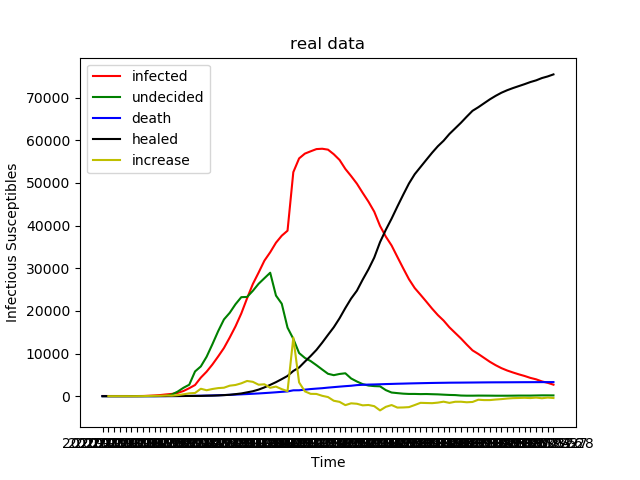 real data
infected
undecided
death
healed
increase
70000
60000
50000
40000
30000
20000
10000
0
Infectious Susceptibles
Time